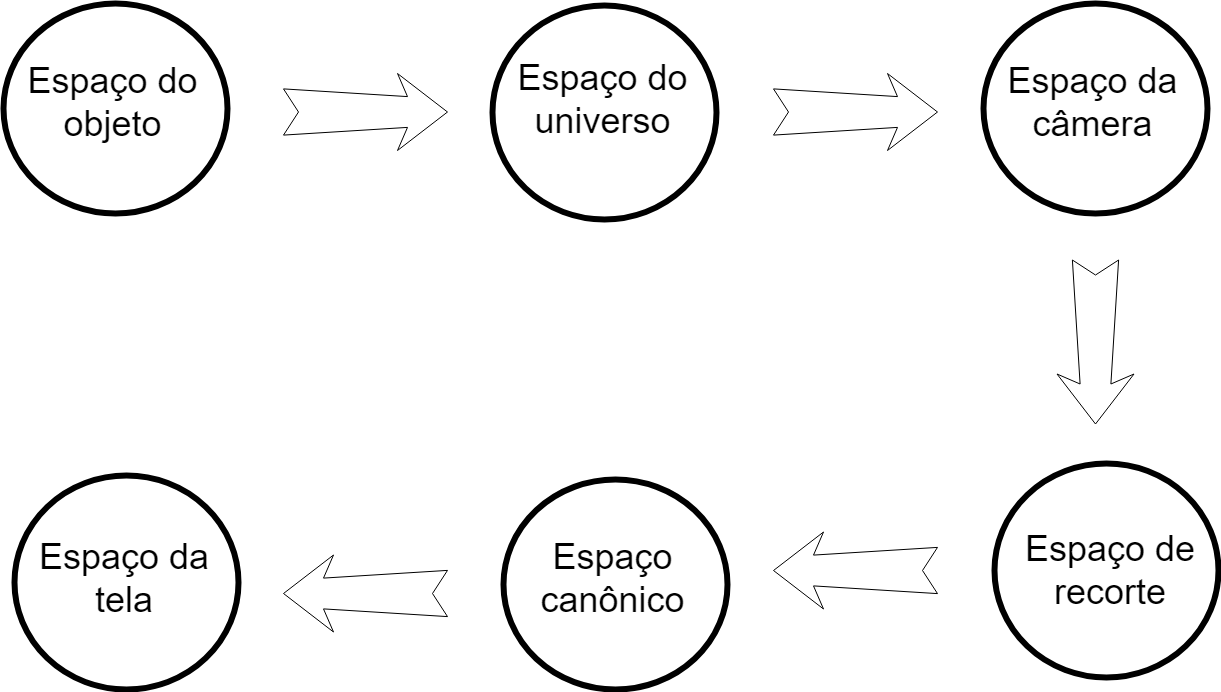 Espaço do
objeto
Espaço do
universo
Espaço da
câmera
Espaço da
tela
Espaço
canônico
Espaço de
recorte